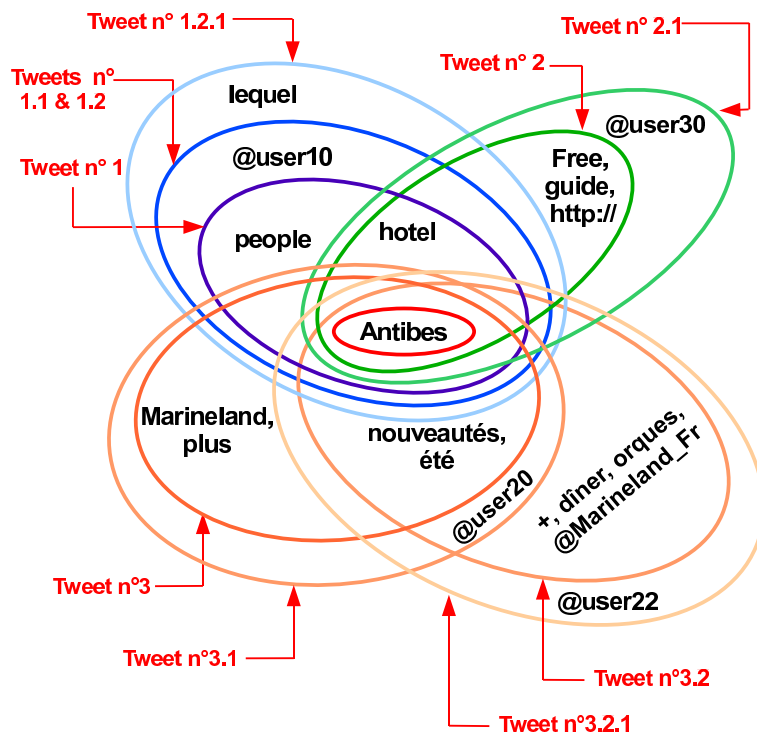 Tweet n° 1.2.1
Tweet n° 2.1
Tweet n° 2
Tweets n°
1.1 & 1.2
lequel
@user30
@user10
Free,
guide,
http://
Tweet n° 1
people
hotel
Antibes
Marineland,
plus
nouveautés,
été
+, dîner, orques,
@Marineland_Fr
@user20
Tweet n°3
@user22
Tweet n°3.1
Tweet n°3.2
Tweet n°3.2.1